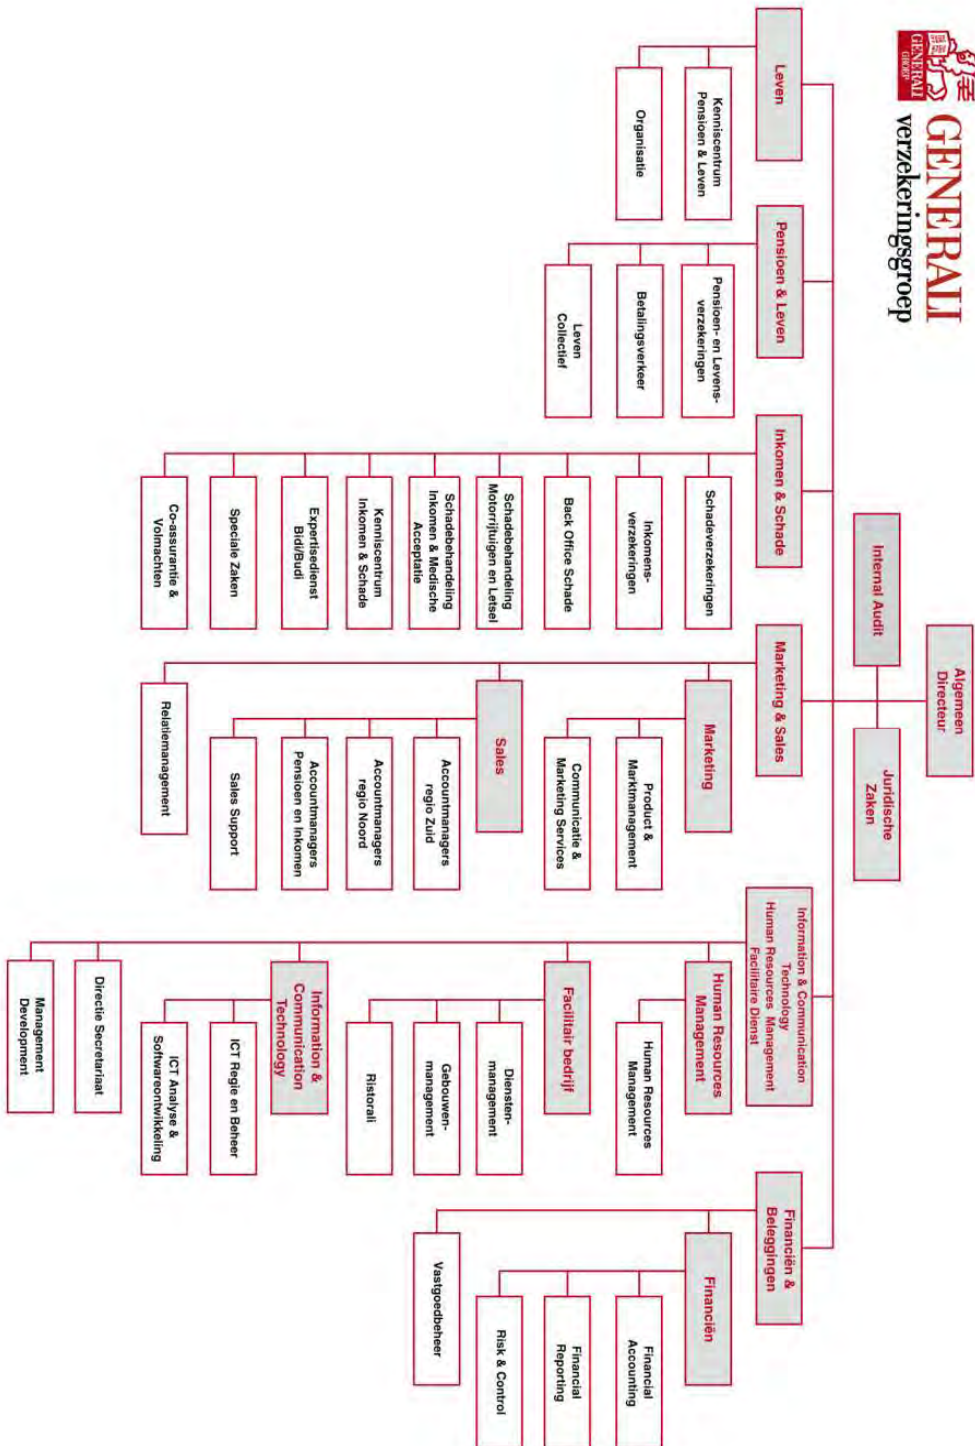 GENERALI
GROEP
GENERALI
verzekeringsgroep
Algemeen
Directeur
Internal Audit
Juridische
Zaken
Leven
Kenniscentrum
Pensioen & Leven
Organisatie
Pensioen & Leven
Pensioen- en Levens-
verzekeringen
Betalingsverkeer
Leven
Collectief
Inkomen & Schade
Schadeverzekeringen
Inkomens-
verzekeringen
Back Office Schade
Schadebehandeling
Motorrijtuigen en Letsel
Schadebehandeling
Inkomen & Medische
Acceptatie
Kenniscentrum
Inkomen & Schade
Expertisedienst
Bidi/Budi
Speciale Zaken
Co-assurantie &
Volmachten
Marketing & Sales
Marketing
Product &
Marktmanagement
Communicatie &
Marketing Services
Sales
Accountmanagers
regio Zuid
Accountmanagers
regio Noord
Accountmanagers
Pensioen en Inkomen
Sales Support
Relatiemanagement
Information & Communication
Technology
Human Resources Management
Facilitaire Dienst
Human Resources
Management
Human Resources
Management
Facilitair bedrijf
Diensten-
management
Gebouwen-
management
Ristorali
Information &
Communication
Technology
ICT Regie en Beheer
ICT Analyse &
Softwareontwikkeling
Directie Secretariaat
Management
Development
Financiën &
Beleggingen
Financiën
Financial
Accounting
Financial
Reporting
Risk & Control
Vastgoedbeheer